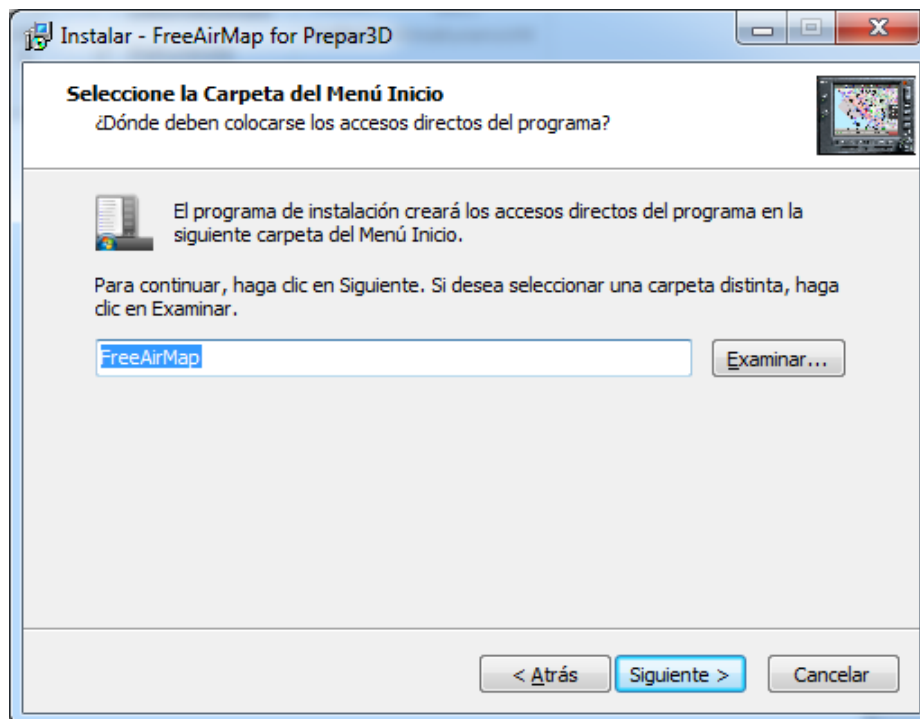 Instalar - FreeAirMap for Prepar3D
Seleccione la Carpeta del Menú Inicio
¿Dónde deben colocarse los accesos directos del programa?
El programa de instalación creará los accesos directos del programa en la
siguiente carpeta del Menú Inicio.
Para continuar, haga clic en Siguiente. Si desea seleccionar una carpeta distinta, haga
clic en Examinar.
FreeAirMap
Examinar...
< Atrás
Siguiente >
Cancelar